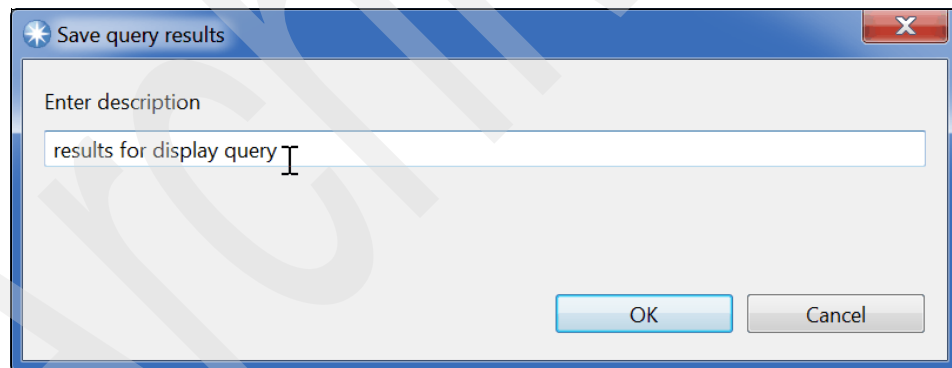 Save query results
X
Enter description
results for display query
OK
Cancel